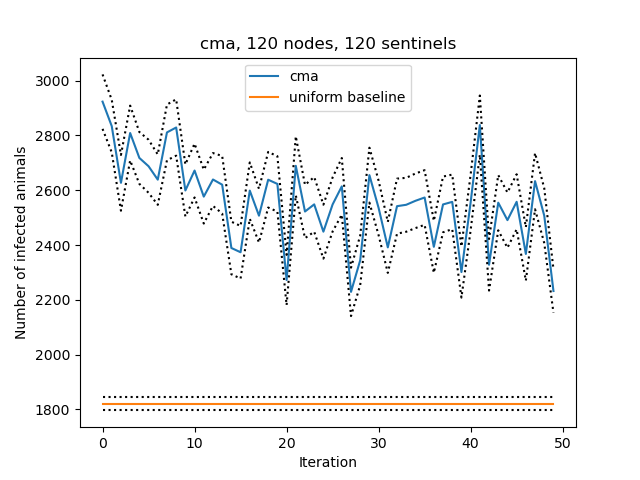 cma, 120 nodes, 120 sentinels
cma
uniform baseline
3000
2800
2600
2400
2200
2000
1800
Number of infected animals
0 10 20 30 40 50
Iteration